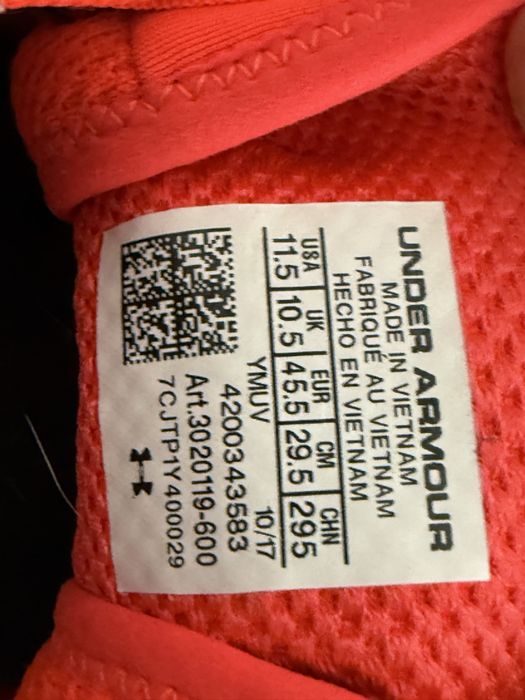 UNDER ARMOUR
MADE IN VIETNAM
FABRIQUÉ AU VIETNAM
HECHO EN VIETNAM
USA UK EUR CM CHN
11.5 10.5 45.5 29.5 295
YMUV 10/17
4200343583
Art.3020119-600
7CJTP1Y400029